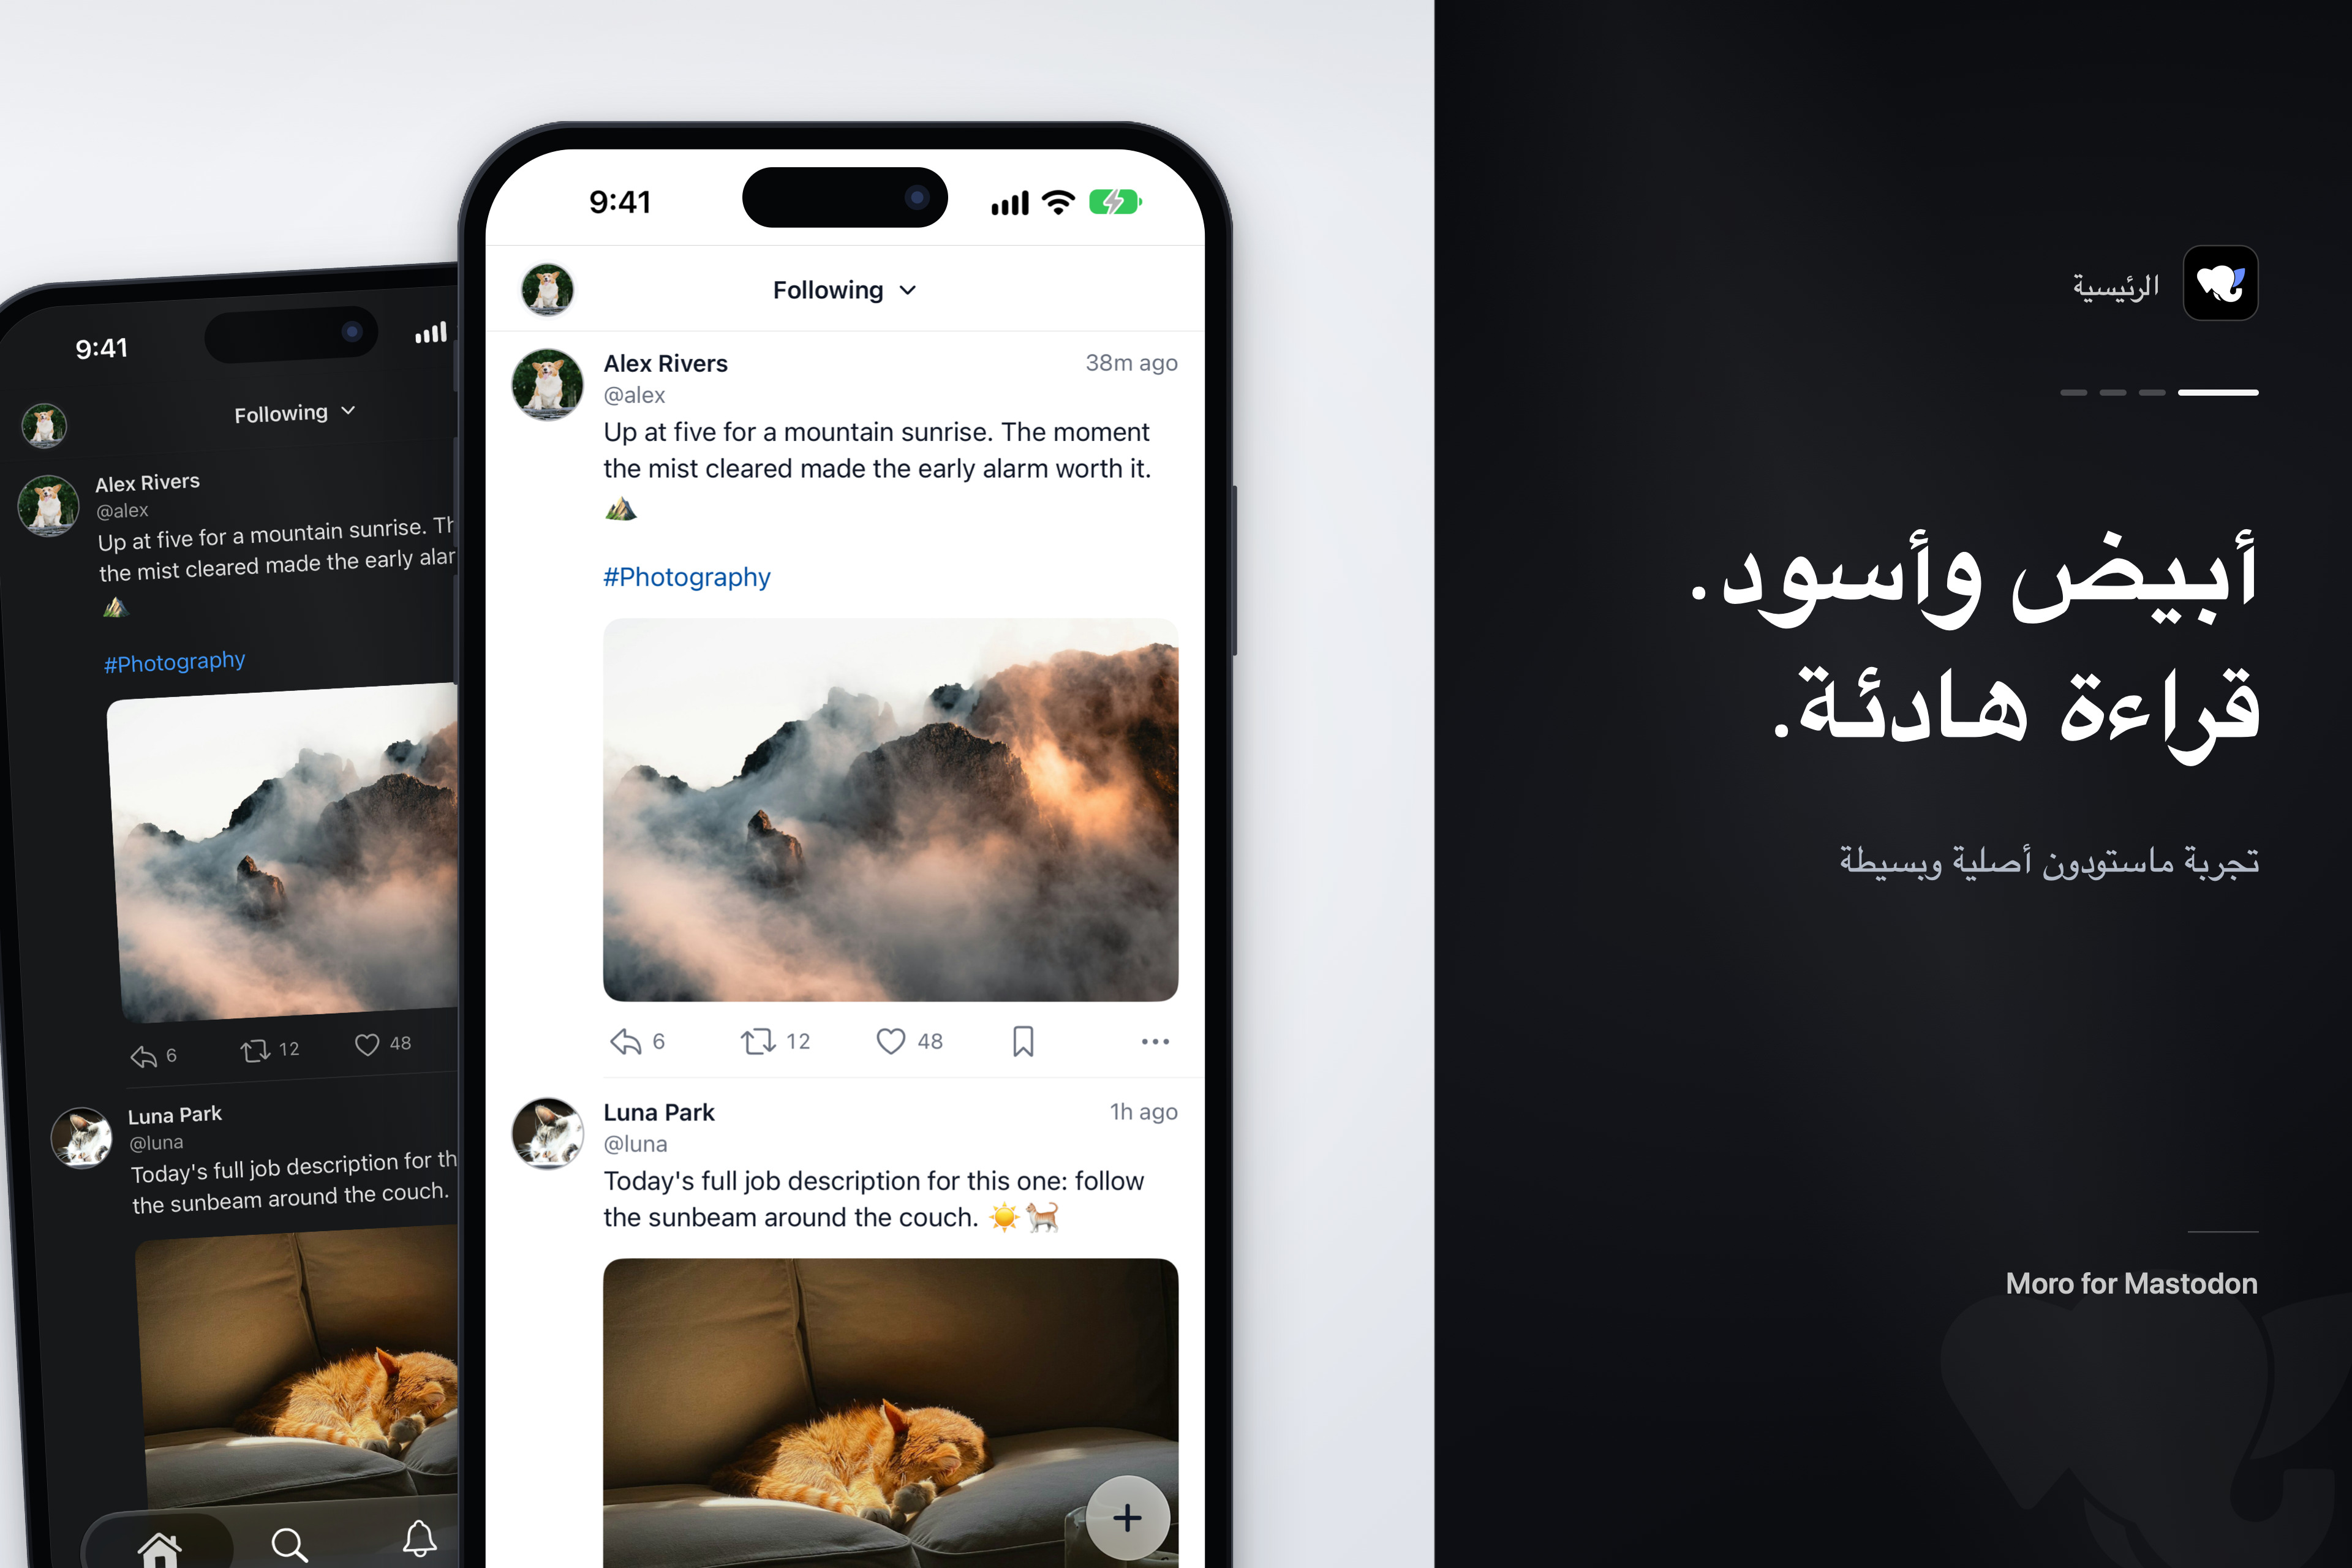 9:41
Following
Alex Rivers
@alex
Up at five for a mountain sunrise. Th
the mist cleared made the early alar
#Photography
6 12 48
Luna Park
@luna
Today's full job description for th
the sunbeam around the couch.
9:41
Following
Alex Rivers 38m ago
@alex
Up at five for a mountain sunrise. The moment
the mist cleared made the early alarm worth it.
⛰️
#Photography
6 12 48
Luna Park 1h ago
@luna
Today's full job description for this one: follow
the sunbeam around the couch. ☀️🐈
الرئيسية
أبيض وأسود.
قراءة هادئة.
تجربة ماستودون أصلية وبسيطة
Moro for Mastodon